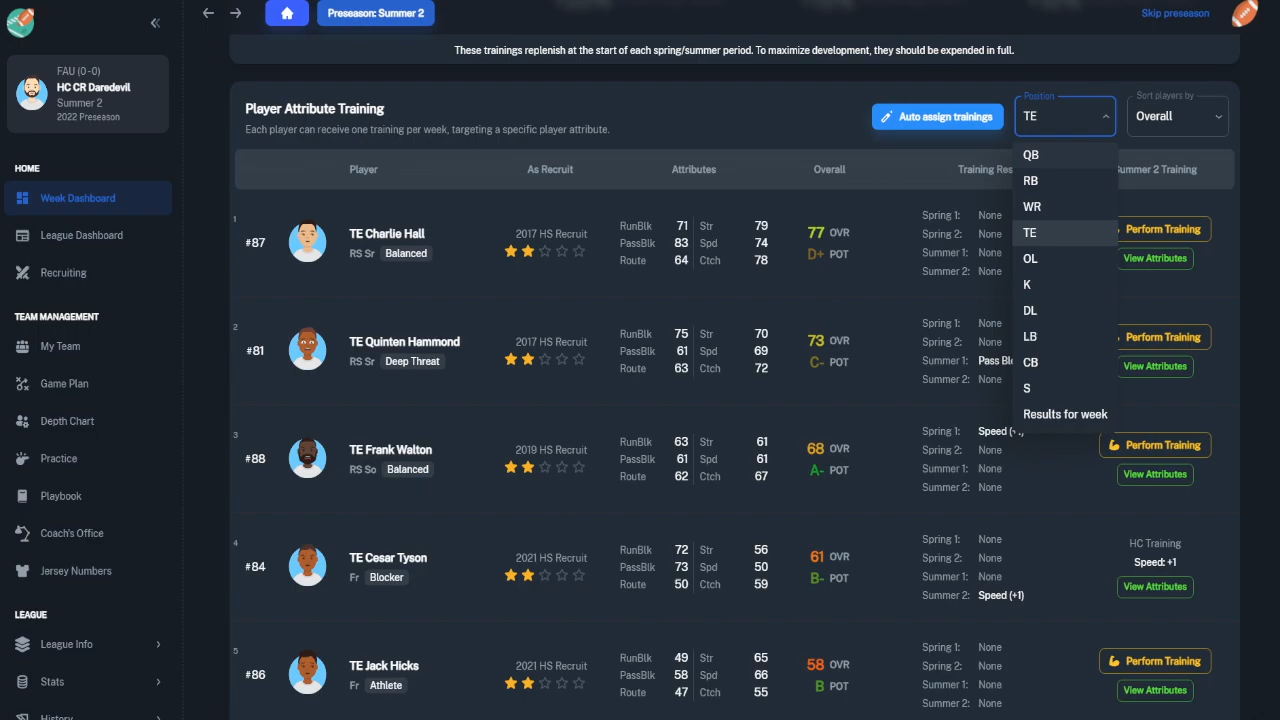 Preseason: Summer 2
Skip preseason
FAU (0-0)
HC CR Daredevil
Summer 2
2022 Preseason
HOME
Week Dashboard
League Dashboard
Recruiting
TEAM MANAGEMENT
My Team
Game Plan
Depth Chart
Practice
Playbook
Coach's Office
Jersey Numbers
LEAGUE
League Info
Stats
History
These trainings replenish at the start of each spring/summer period. To maximize development, they should be expended in full.
Player Attribute Training
Each player can receive one training per week, targeting a specific player attribute.
Auto assign trainings
Position
TE
Sort players by
Overall
QB
RB
WR
TE
OL
K
DL
LB
CB
S
Results for week
Player As Recruit Attributes Overall Training Res ummer 2 Training
1
#87
TE Charlie Hall
RS Sr Balanced
2017 HS Recruit
RunBlk 71 Str 79
PassBlk 83 Spd 74
Route 64 Ctch 78
77 OVR
D+ POT
Spring 1: None
Spring 2: None
Summer 1: None
Summer 2: None
Perform Training
View Attributes
2
#81
TE Quinten Hammond
RS Sr Deep Threat
2017 HS Recruit
RunBlk 75 Str 70
PassBlk 61 Spd 69
Route 63 Ctch 72
73 OVR
C- POT
Spring 1: None
Spring 2: None
Summer 1: Pass Blo
Summer 2: None
Perform Training
View Attributes
3
#88
TE Frank Walton
RS So Balanced
2019 HS Recruit
RunBlk 63 Str 61
PassBlk 61 Spd 61
Route 62 Ctch 67
68 OVR
A- POT
Spring 1: Speed (+1)
Spring 2: None
Summer 1: None
Summer 2: None
Perform Training
View Attributes
4
#84
TE Cesar Tyson
Fr Blocker
2021 HS Recruit
RunBlk 72 Str 56
PassBlk 73 Spd 50
Route 50 Ctch 59
61 OVR
B- POT
Spring 1: None
Spring 2: None
Summer 1: None
Summer 2: Speed (+1)
HC Training
Speed: +1
View Attributes
5
#86
TE Jack Hicks
Fr Athlete
2021 HS Recruit
RunBlk 49 Str 65
PassBlk 58 Spd 66
Route 47 Ctch 55
58 OVR
B POT
Spring 1: None
Spring 2: None
Summer 1: None
Summer 2: None
Perform Training
View Attributes